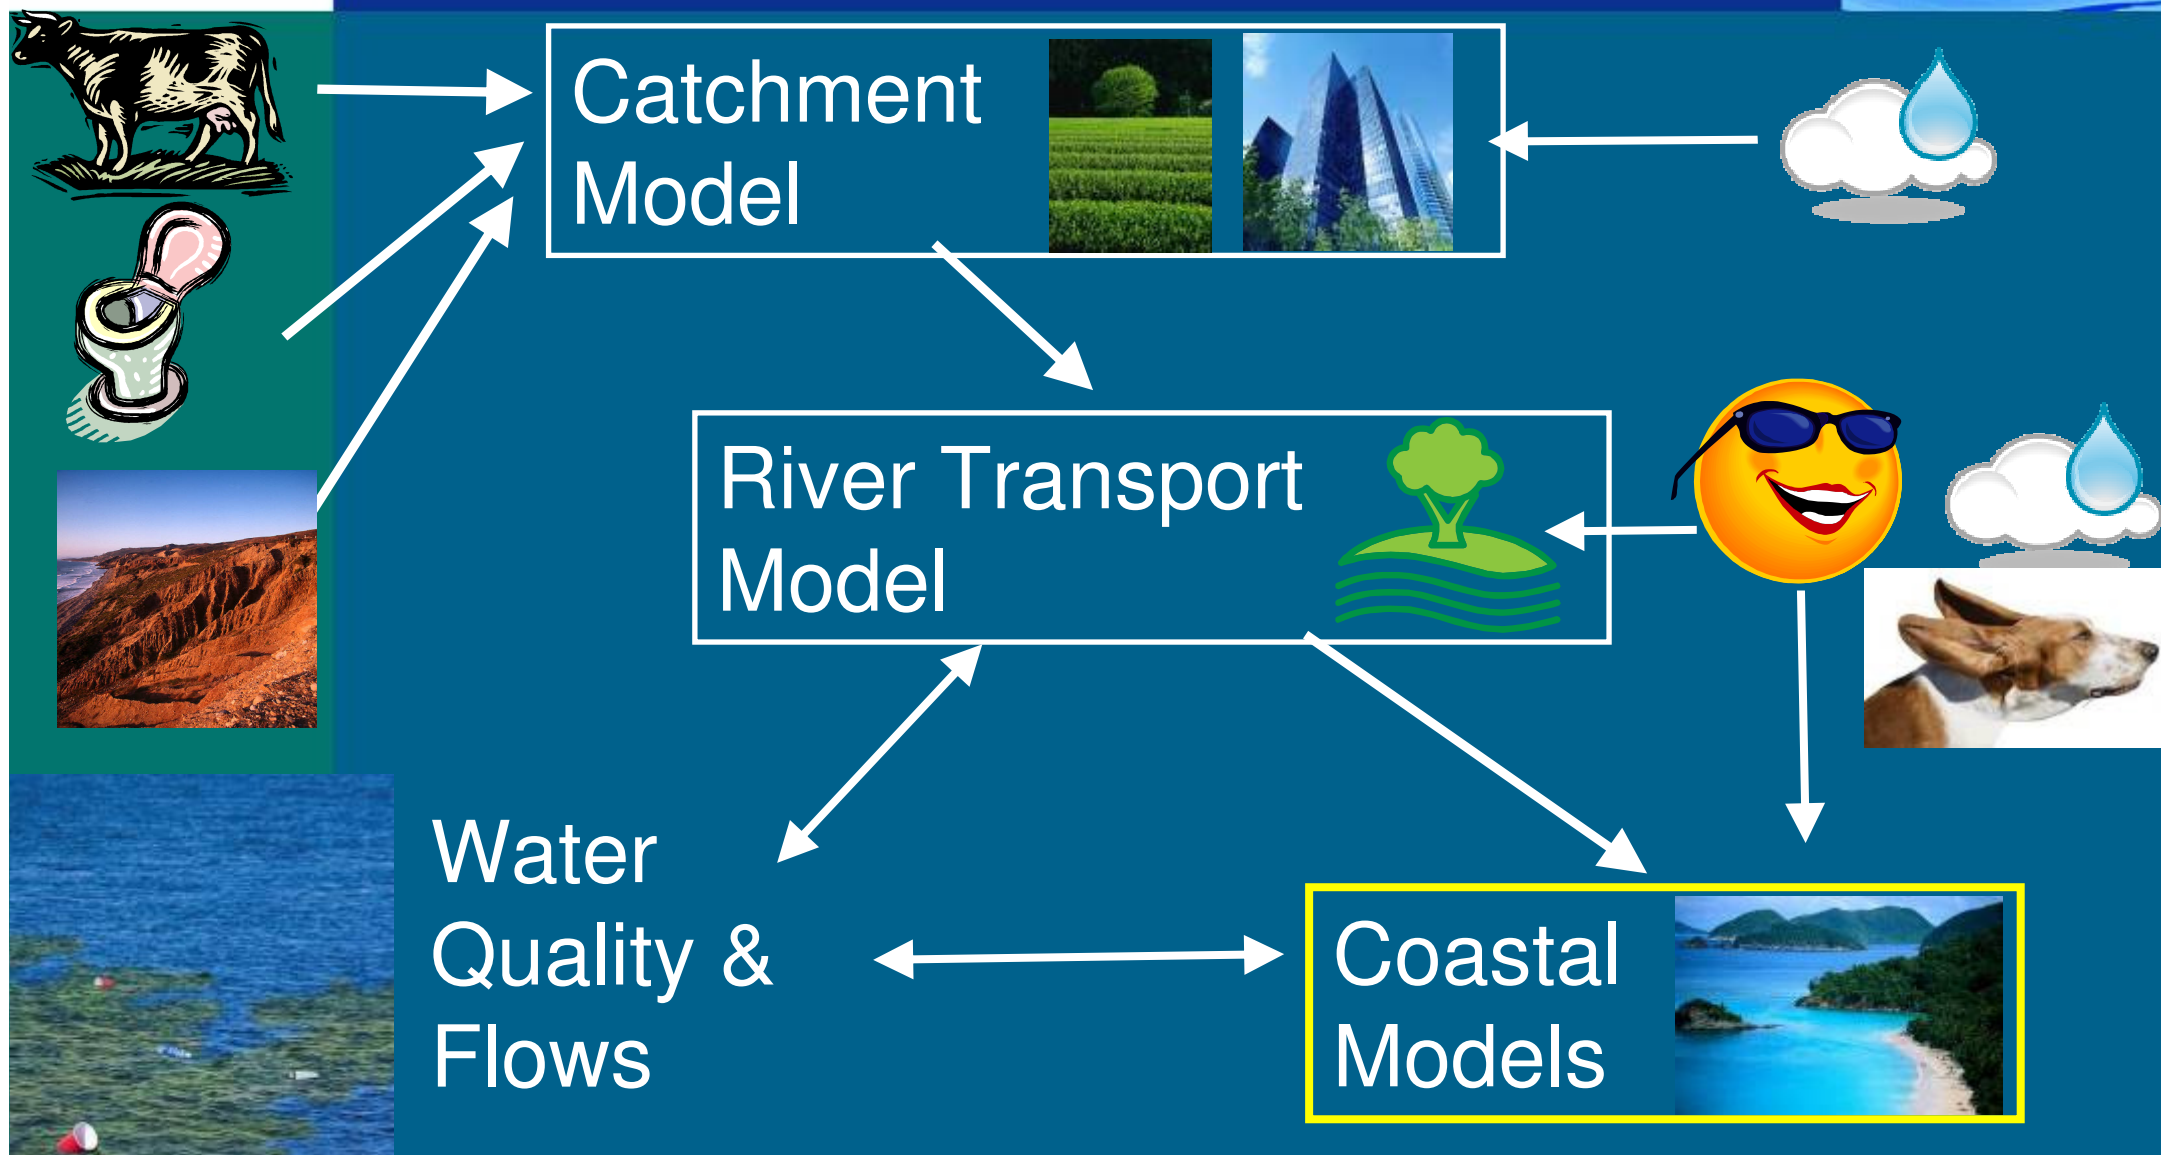 Catchment
Model
River Transport
Model
Water
Quality &
Flows
Coastal
Models